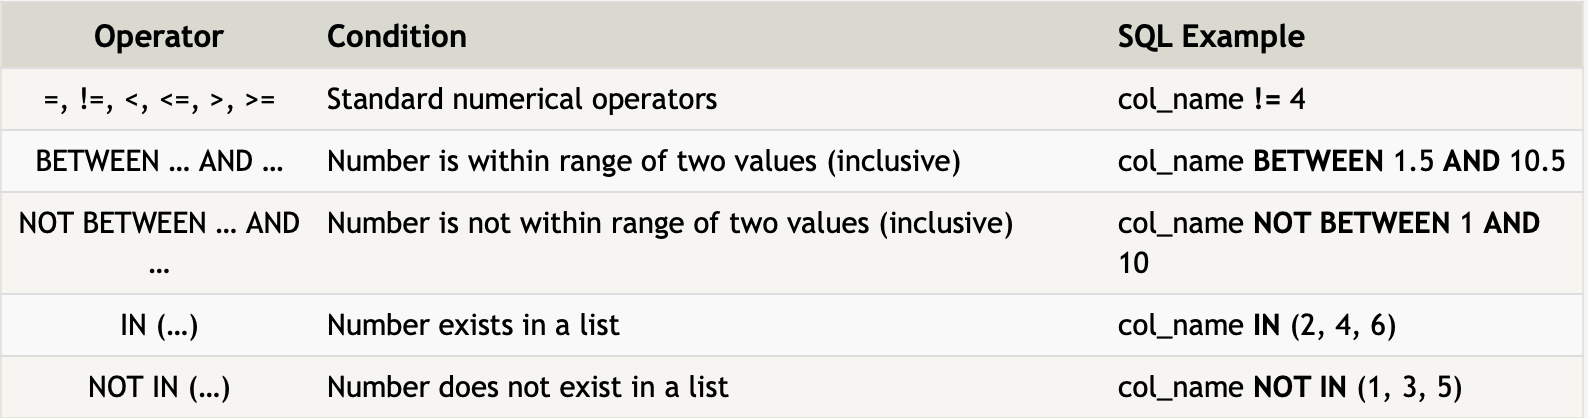 Operator Condition SQL Example
=, !=, <, <=, >, >= Standard numerical operators col_name != 4
BETWEEN … AND … Number is within range of two values (inclusive) col_name BETWEEN 1.5 AND 10.5
NOT BETWEEN … AND Number is not within range of two values (inclusive) col_name NOT BETWEEN 1 AND
… 10
IN (…) Number exists in a list col_name IN (2, 4, 6)
NOT IN (…) Number does not exist in a list col_name NOT IN (1, 3, 5)